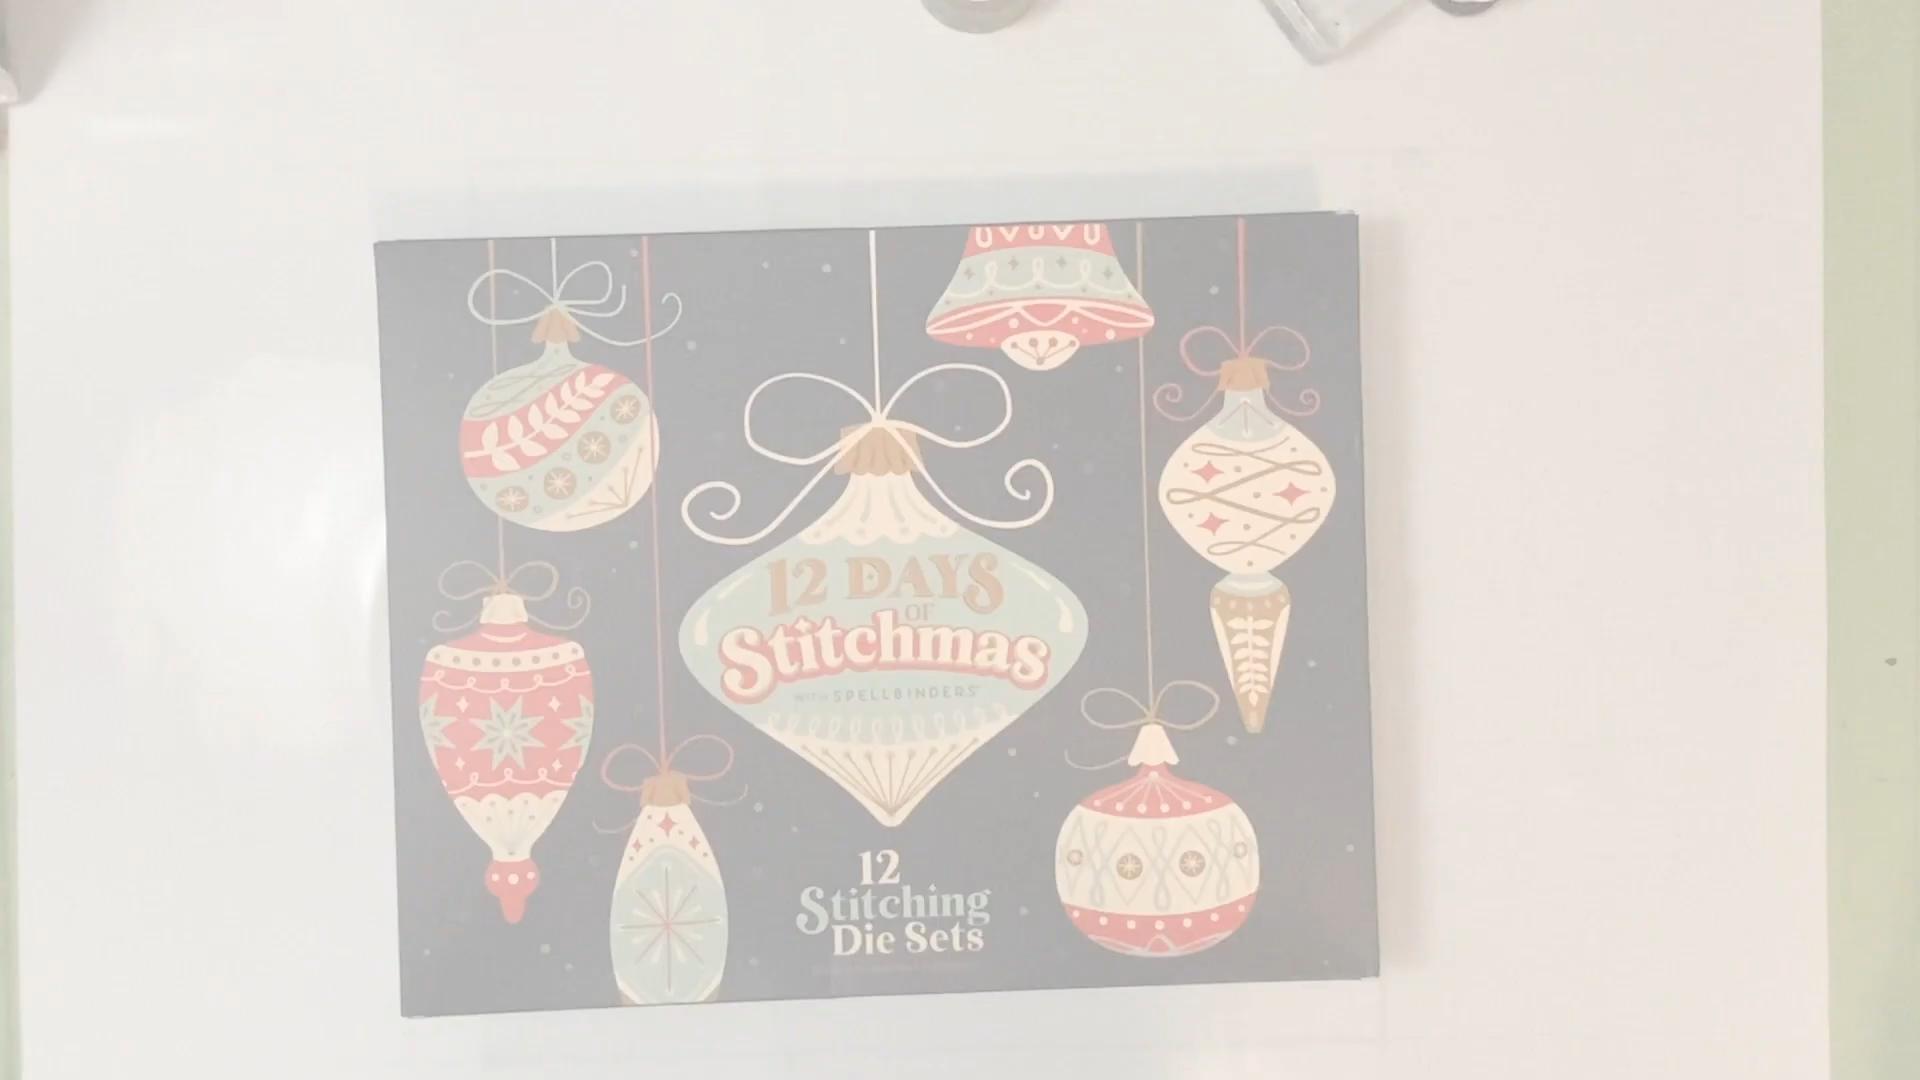 12 DAYS
OF
Stitchmas
WITH SPELLBINDERS
12
Stitching
Die Sets